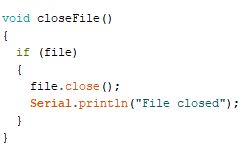 void closeFile()
{
  if (file)
  {
    file.close();
    Serial.println("File closed");
  }
}